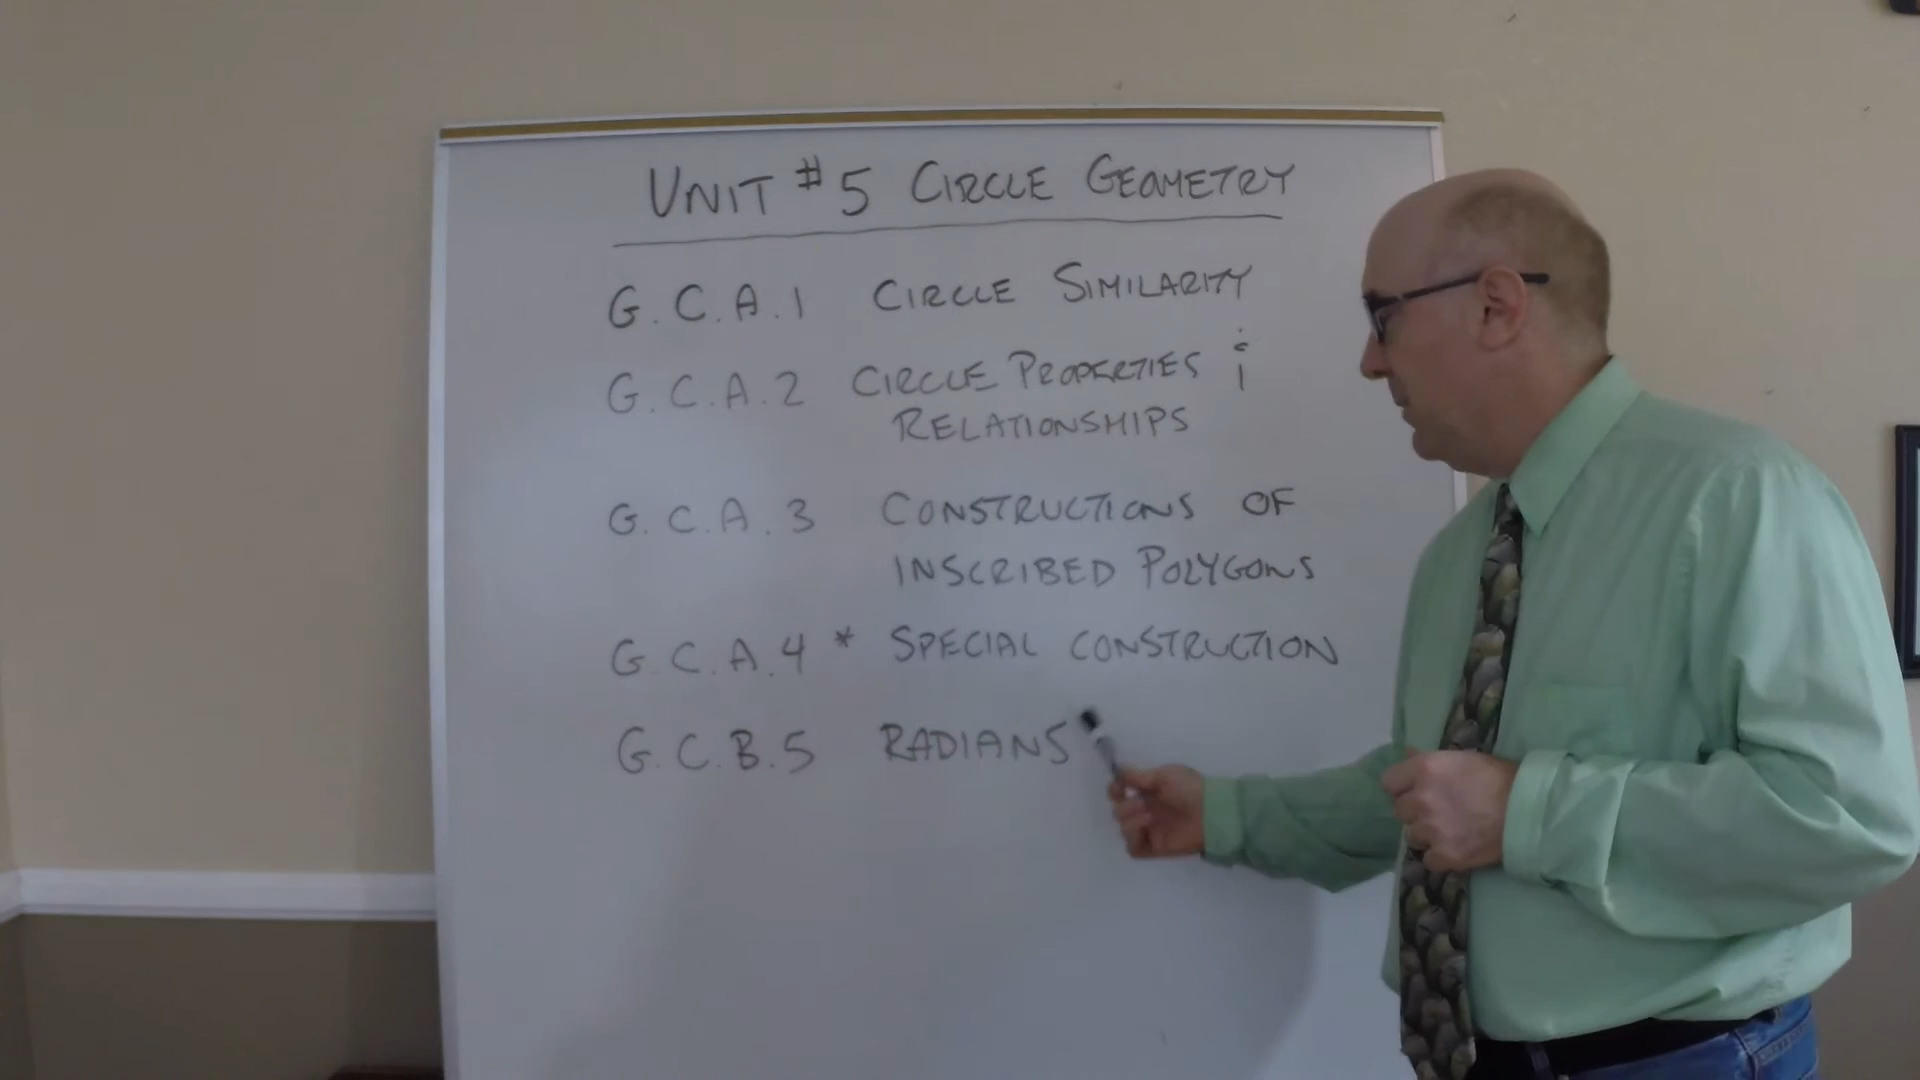 UNIT #5 CIRCLE GEOMETRY
G.C.A.1 CIRCLE SIMILARITY
G.C.A.2 CIRCLE PROPERTIES &
RELATIONSHIPS
G.C.A.3 CONSTRUCTIONS OF
INSCRIBED POLYGONS
G.C.A.4 * SPECIAL CONSTRUCTION
G.C.B.5 RADIANS